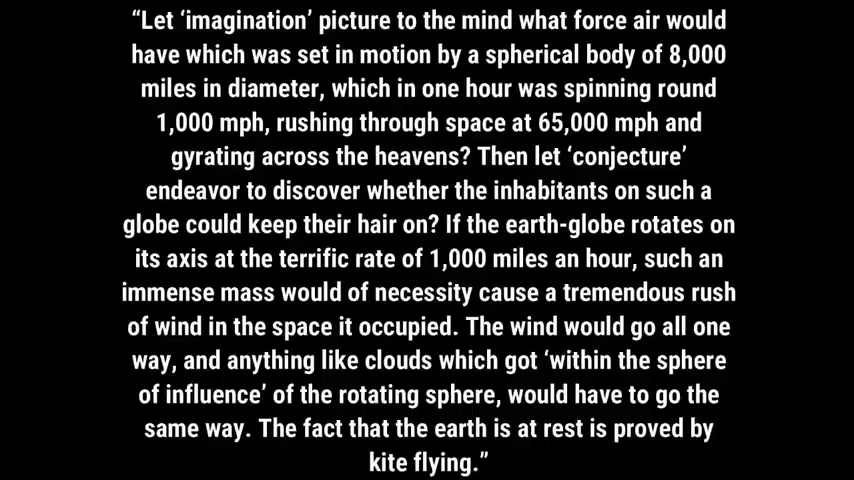 “Let ‘imagination’ picture to the mind what force air would
have which was set in motion by a spherical body of 8,000
miles in diameter, which in one hour was spinning round
1,000 mph, rushing through space at 65,000 mph and
gyrating across the heavens? Then let ‘conjecture’
endeavor to discover whether the inhabitants on such a
globe could keep their hair on? If the earth-globe rotates on
its axis at the terrific rate of 1,000 miles an hour, such an
immense mass would of necessity cause a tremendous rush
of wind in the space it occupied. The wind would go all one
way, and anything like clouds which got ‘within the sphere
of influence’ of the rotating sphere, would have to go the
same way. The fact that the earth is at rest is proved by
kite flying.”